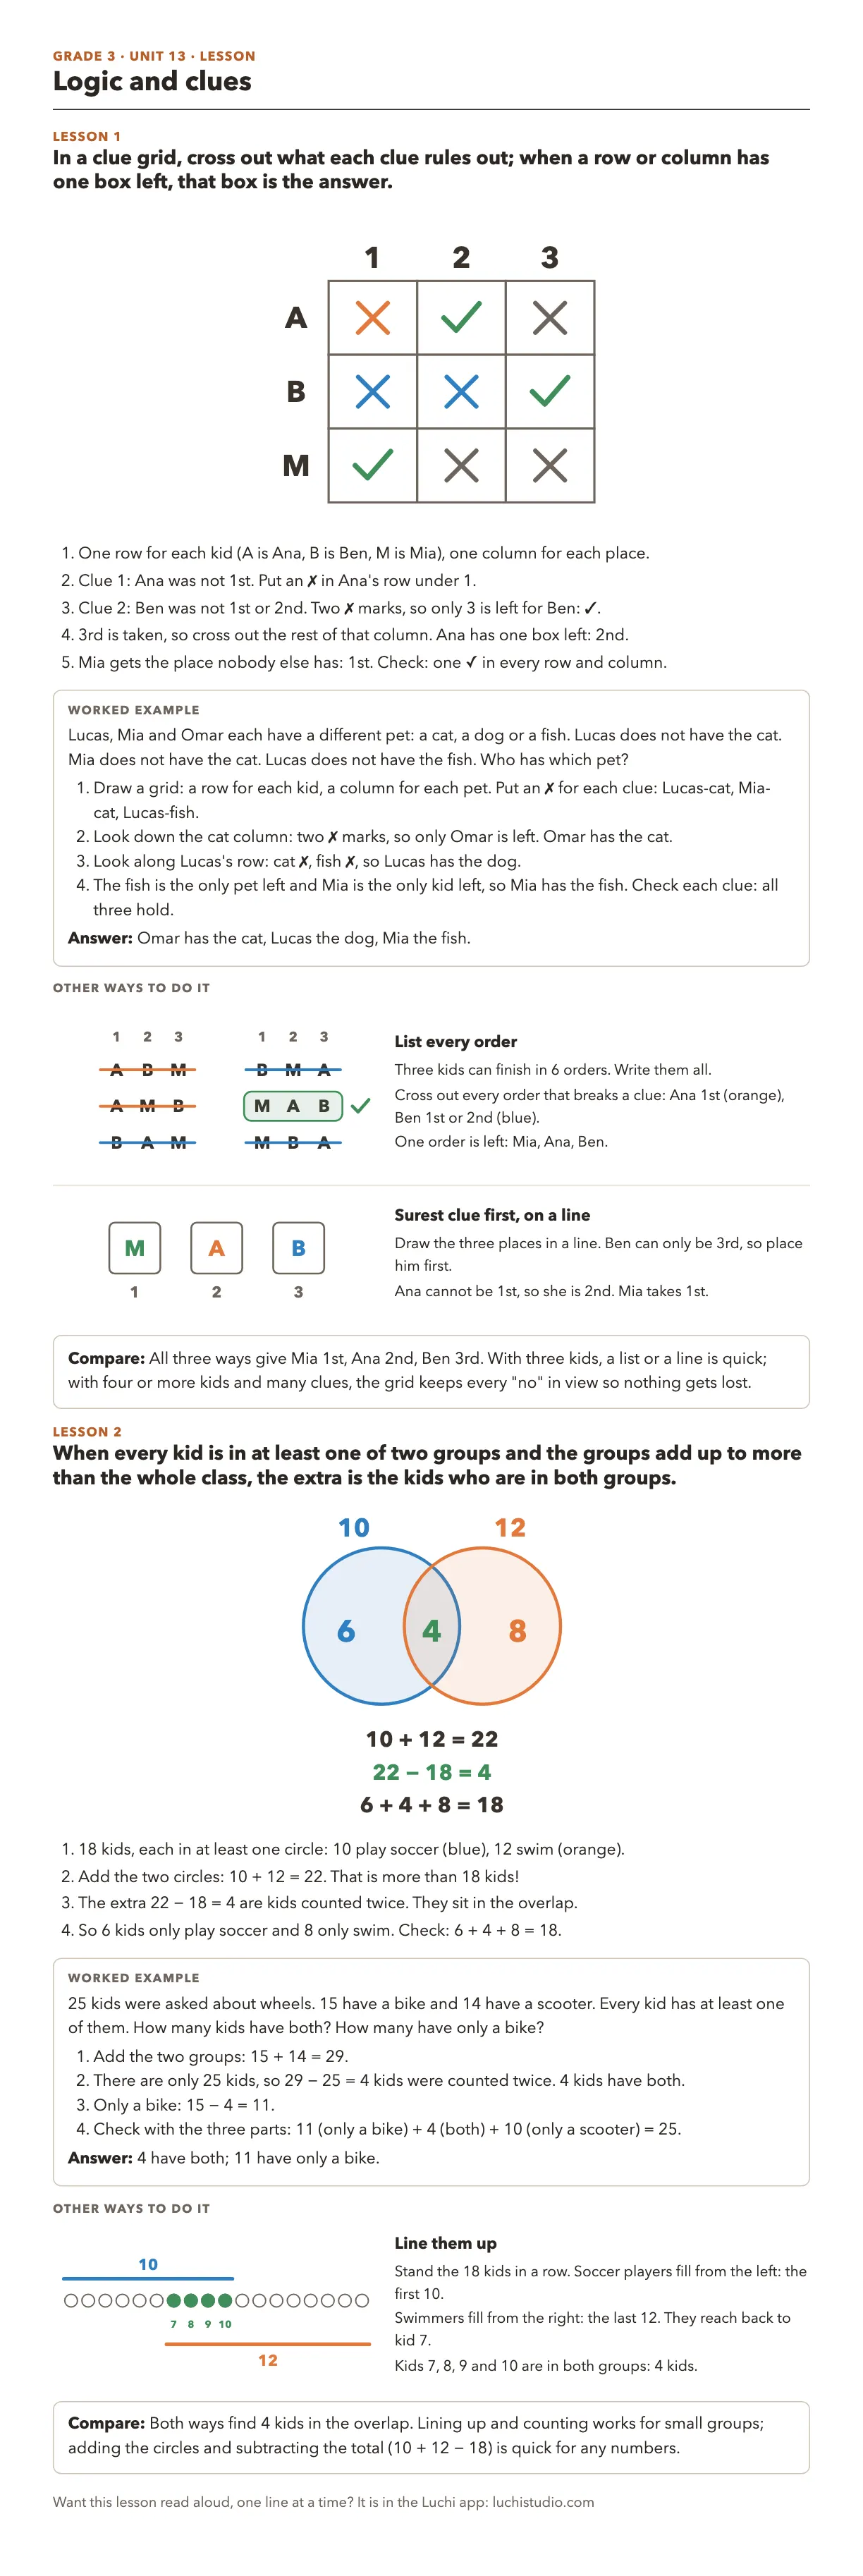 GRADE 3 · UNIT 13 · LESSON
Logic and clues
LESSON 1
In a clue grid, cross out what each clue rules out; when a row or column has
one box left, that box is the answer.
1 2 3
A
B
M
1. One row for each kid (A is Ana, B is Ben, M is Mia), one column for each place.
2. Clue 1: Ana was not 1st. Put an ✗ in Ana's row under 1.
3. Clue 2: Ben was not 1st or 2nd. Two ✗ marks, so only 3 is left for Ben: ✓.
4. 3rd is taken, so cross out the rest of that column. Ana has one box left: 2nd.
5. Mia gets the place nobody else has: 1st. Check: one ✓ in every row and column.
WORKED EXAMPLE
Lucas, Mia and Omar each have a different pet: a cat, a dog or a fish. Lucas does not have the cat.
Mia does not have the cat. Lucas does not have the fish. Who has which pet?
1. Draw a grid: a row for each kid, a column for each pet. Put an ✗ for each clue: Lucas-cat, Mia-
cat, Lucas-fish.
2. Look down the cat column: two ✗ marks, so only Omar is left. Omar has the cat.
3. Look along Lucas's row: cat ✗, fish ✗, so Lucas has the dog.
4. The fish is the only pet left and Mia is the only kid left, so Mia has the fish. Check each clue: all
three hold.
Answer: Omar has the cat, Lucas the dog, Mia the fish.
OTHER WAYS TO DO IT
1 2 3 1 2 3
A B M B M A
A M B M A B
B A M M B A
List every order
Three kids can finish in 6 orders. Write them all.
Cross out every order that breaks a clue: Ana 1st (orange),
Ben 1st or 2nd (blue).
One order is left: Mia, Ana, Ben.
M A B
1 2 3
Surest clue first, on a line
Draw the three places in a line. Ben can only be 3rd, so place
him first.
Ana cannot be 1st, so she is 2nd. Mia takes 1st.
Compare: All three ways give Mia 1st, Ana 2nd, Ben 3rd. With three kids, a list or a line is quick;
with four or more kids and many clues, the grid keeps every "no" in view so nothing gets lost.
LESSON 2
When every kid is in at least one of two groups and the groups add up to more
than the whole class, the extra is the kids who are in both groups.
10 12
6 4 8
10 + 12 = 22
22 − 18 = 4
6 + 4 + 8 = 18
1. 18 kids, each in at least one circle: 10 play soccer (blue), 12 swim (orange).
2. Add the two circles: 10 + 12 = 22. That is more than 18 kids!
3. The extra 22 − 18 = 4 are kids counted twice. They sit in the overlap.
4. So 6 kids only play soccer and 8 only swim. Check: 6 + 4 + 8 = 18.
WORKED EXAMPLE
25 kids were asked about wheels. 15 have a bike and 14 have a scooter. Every kid has at least one
of them. How many kids have both? How many have only a bike?
1. Add the two groups: 15 + 14 = 29.
2. There are only 25 kids, so 29 − 25 = 4 kids were counted twice. 4 kids have both.
3. Only a bike: 15 − 4 = 11.
4. Check with the three parts: 11 (only a bike) + 4 (both) + 10 (only a scooter) = 25.
Answer: 4 have both; 11 have only a bike.
OTHER WAYS TO DO IT
10
7 8 9 10
12
Line them up
Stand the 18 kids in a row. Soccer players fill from the left: the
first 10.
Swimmers fill from the right: the last 12. They reach back to
kid 7.
Kids 7, 8, 9 and 10 are in both groups: 4 kids.
Compare: Both ways find 4 kids in the overlap. Lining up and counting works for small groups;
adding the circles and subtracting the total (10 + 12 − 18) is quick for any numbers.
Want this lesson read aloud, one line at a time? It is in the Luchi app: luchistudio.com